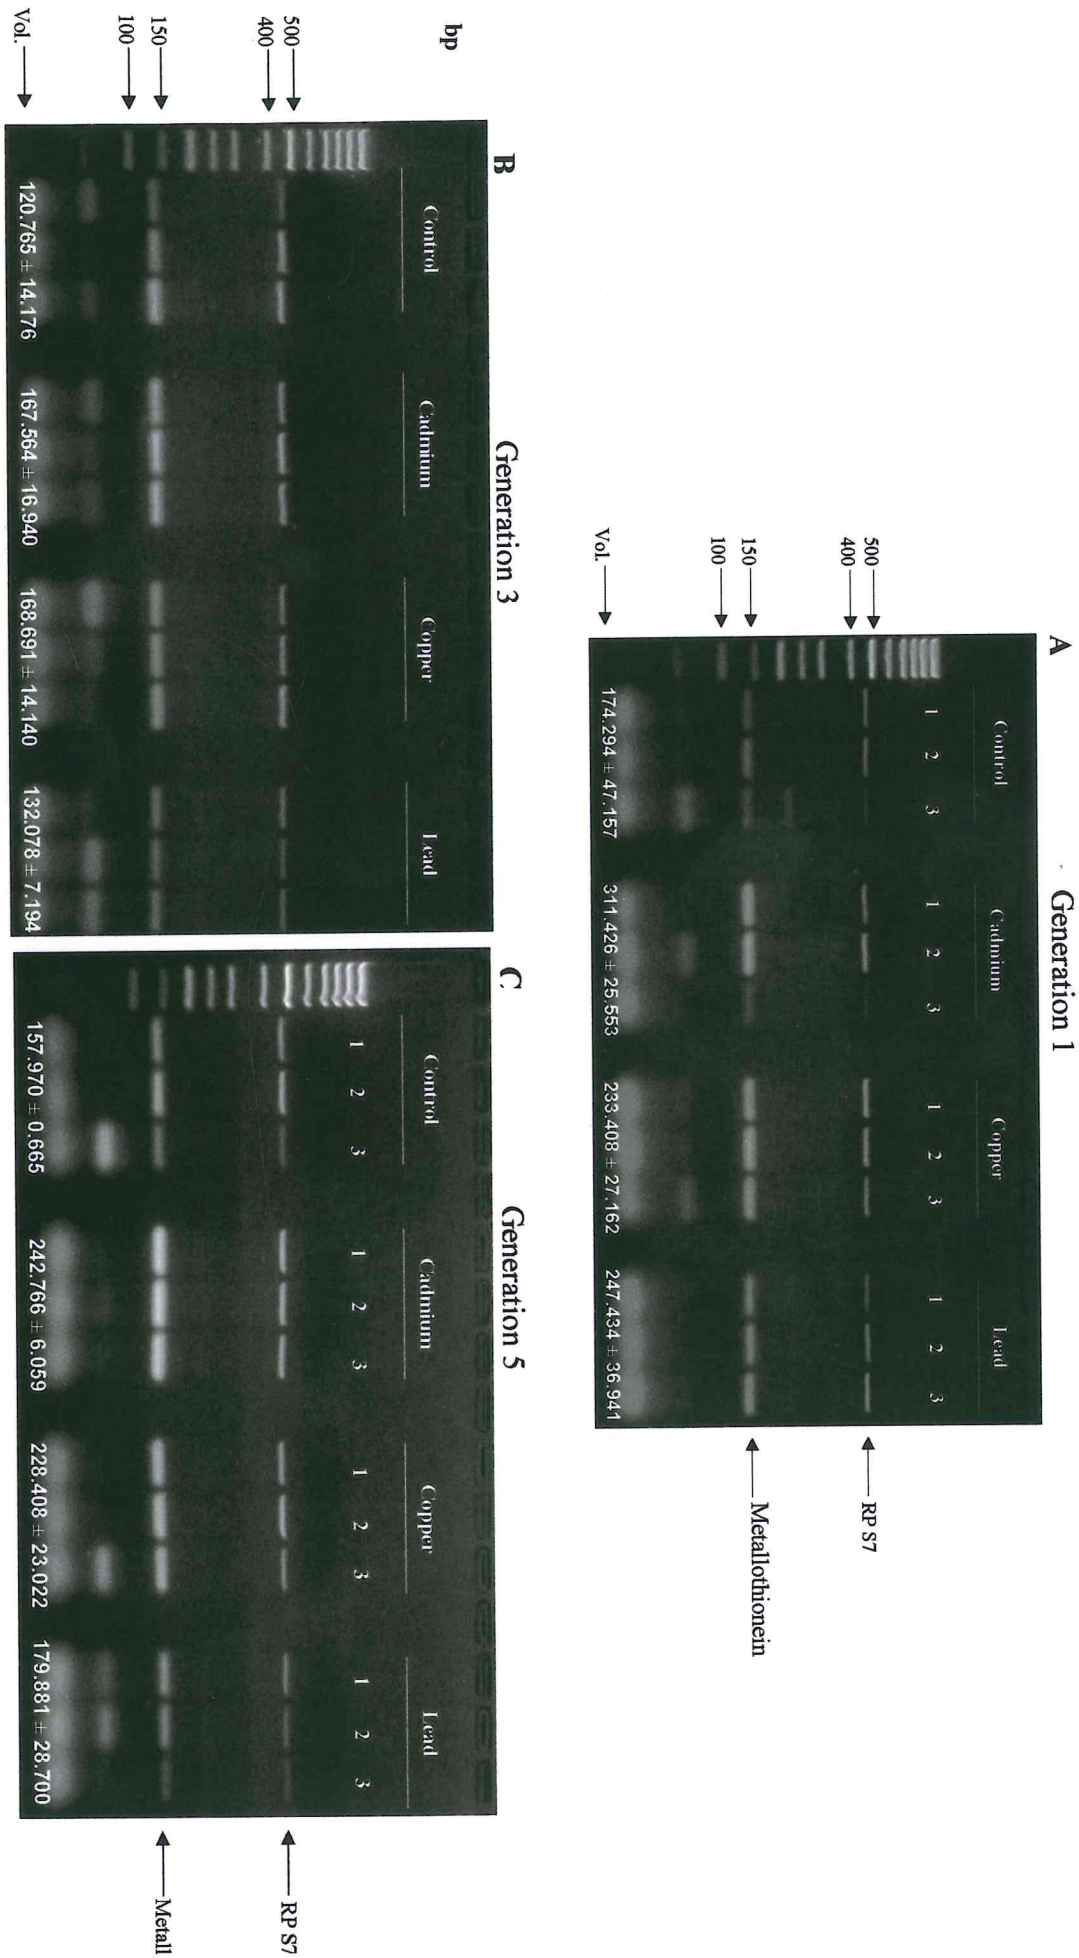 Generation 1
A
Control
Cadmium
Copper
Lead
1 2 3
1 2 3
1 2 3
1 2 3
500
400
150
100
Vol.
RP S7
Metallothionein
174.294 ± 47.157
311.426 ± 25.553
233.408 ± 27.162
247.434 ± 36.941
Generation 3
B
bp
Control
Cadmium
Copper
Lead
500
400
150
100
Vol.
120.765 ± 14.176
167.564 ± 16.940
168.691 ± 14.140
132.078 ± 7.194
Generation 5
C
Control
Cadmium
Copper
Lead
1 2 3
1 2 3
1 2 3
1 2 3
RP S7
Metall
157.970 ± 0.665
242.766 ± 6.059
228.408 ± 23.022
179.881 ± 28.700